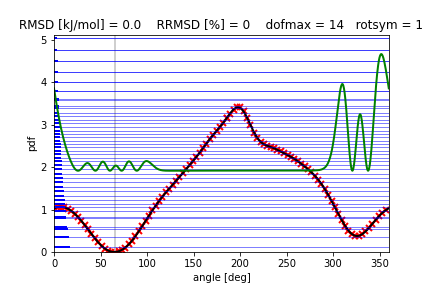 RMSD [kJ/mol] = 0.0 RRMSD [%] = 0 dofmax = 14 rotsym = 1
5
4
3
2
1
0
pdf
0 50 100 150 200 250 300 350
angle [deg]